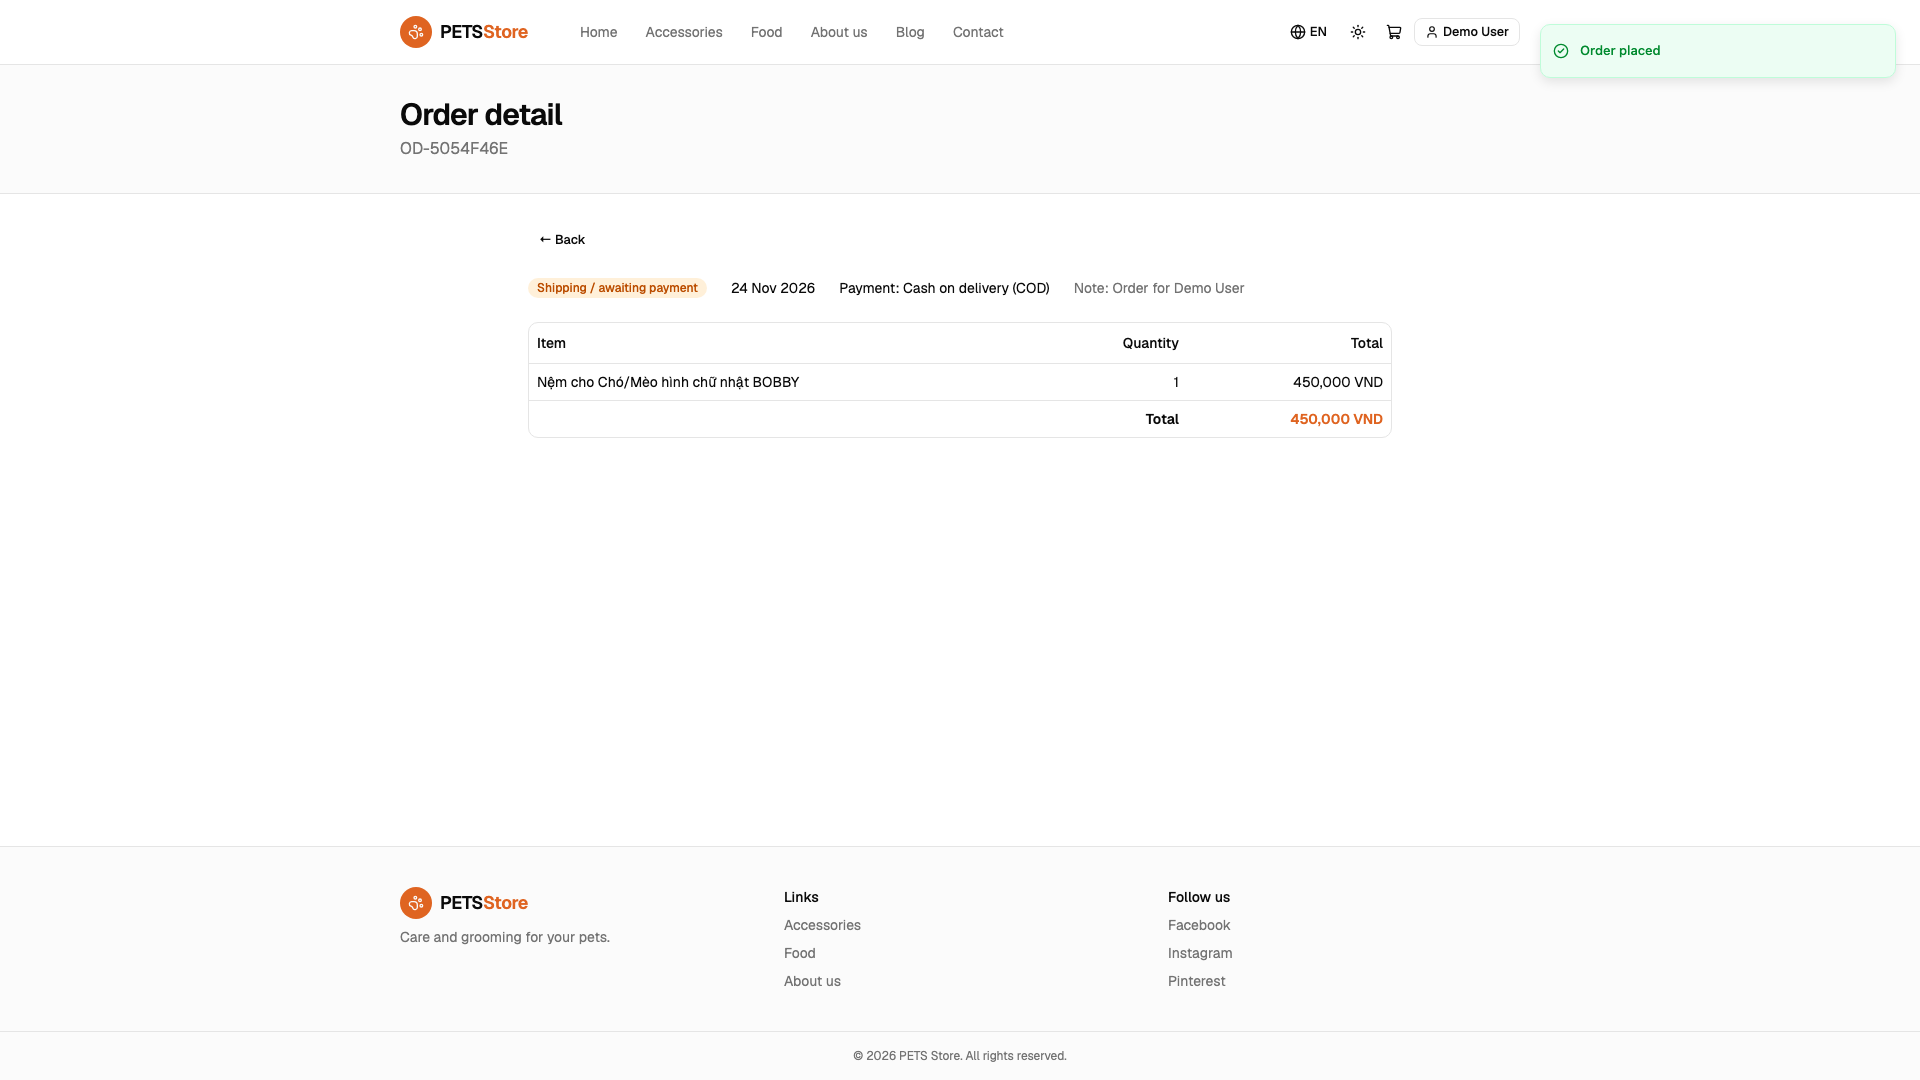 PETSStore
Home
Accessories
Food
About us
Blog
Contact
EN
Demo User
Order placed
Order detail
OD-5054F46E
← Back
Shipping / awaiting payment
24 Nov 2026
Payment: Cash on delivery (COD)
Note: Order for Demo User
Item Quantity Total
Nệm cho Chó/Mèo hình chữ nhật BOBBY 1 450,000 VND
Total 450,000 VND
PETSStore
Care and grooming for your pets.
Links
Accessories
Food
About us
Follow us
Facebook
Instagram
Pinterest
© 2026 PETS Store. All rights reserved.